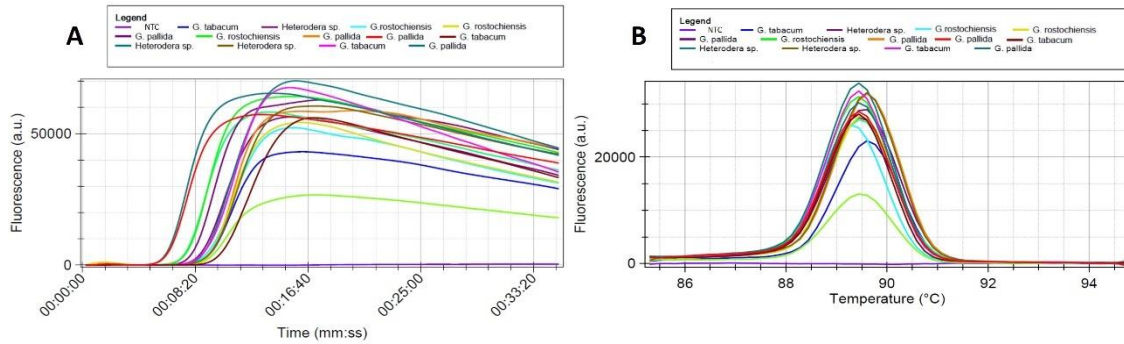 A
Legend
NTC G. tabacum Heterodera sp. G. rostochiensis G. rostochiensis
G. pallida G. rostochiensis G. pallida G. pallida G. tabacum
Heterodera sp. Heterodera sp. G. tabacum G. pallida
Fluorescence (a.u.)
50000
0
00:00:00 00:08:20 00:16:40 00:25:00 00:33:20
Time (mm:ss)
B
Legend
NTC G. tabacum Heterodera sp. G. rostochiensis G. rostochiensis
G. pallida G. rostochiensis G. pallida G. pallida G. tabacum
Heterodera sp. Heterodera sp. G. tabacum G. pallida
Fluorescence (a.u.)
20000
0
86 88 90 92 94
Temperature (°C)